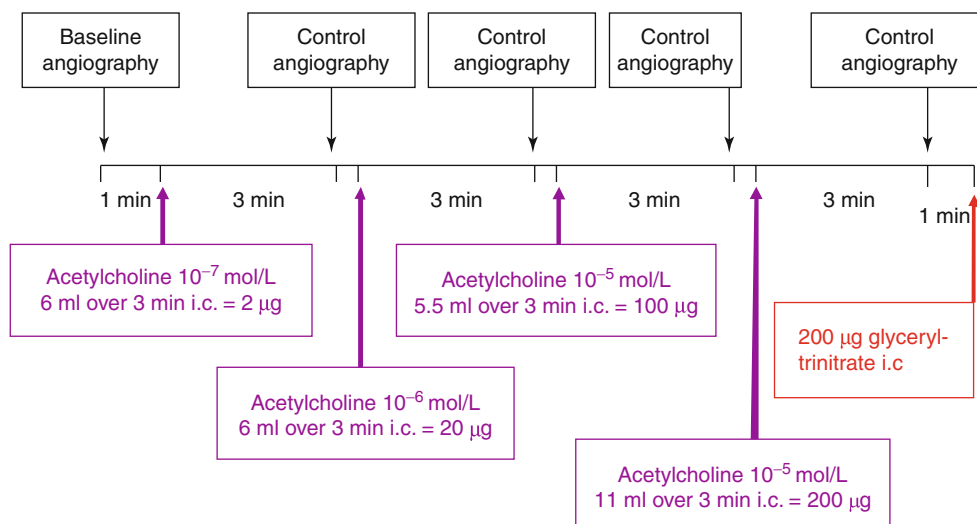 Baseline
angiography
Control
angiography
Control
angiography
Control
angiography
Control
angiography
1 min
3 min
3 min
3 min
3 min
1 min
Acetylcholine 10⁻⁷ mol/L
6 ml over 3 min i.c. = 2 μg
Acetylcholine 10⁻⁵ mol/L
5.5 ml over 3 min i.c. = 100 μg
200 μg glyceryl-
trinitrate i.c
Acetylcholine 10⁻⁶ mol/L
6 ml over 3 min i.c. = 20 μg
Acetylcholine 10⁻⁵ mol/L
11 ml over 3 min i.c. = 200 μg